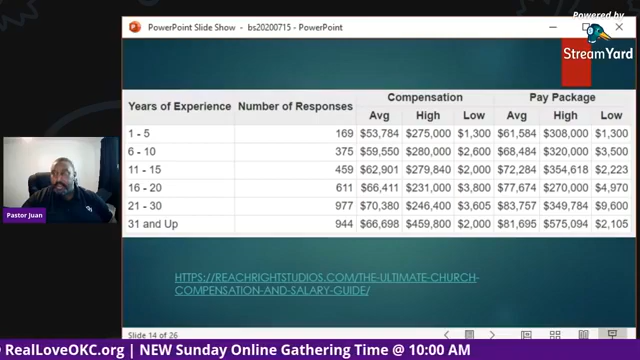 Powered by
StreamYard
PowerPoint Slide Show - bs20200715 - PowerPoint
Years of Experience Number of Responses Compensation Pay Package
Avg High Low Avg High Low
1 - 5 169 $53,784 $275,000 $1,300 $61,584 $308,000 $1,300
6 - 10 375 $59,550 $280,000 $2,600 $68,484 $320,000 $3,500
11 - 15 459 $62,901 $279,840 $2,000 $72,284 $354,618 $2,223
16 - 20 611 $66,411 $231,000 $3,800 $77,674 $270,000 $4,970
21 - 30 977 $70,380 $246,400 $3,605 $83,757 $349,784 $9,600
31 and Up 944 $66,698 $459,800 $2,000 $81,695 $575,094 $2,105
HTTPS://REACHRIGHTSTUDIOS.COM/THE-ULTIMATE-CHURCH-
COMPENSATION-AND-SALARY-GUIDE/
Pastor Juan
Slide 14 of 26
RealLoveOKC.org | NEW Sunday Online Gathering Time @ 10:00 AM